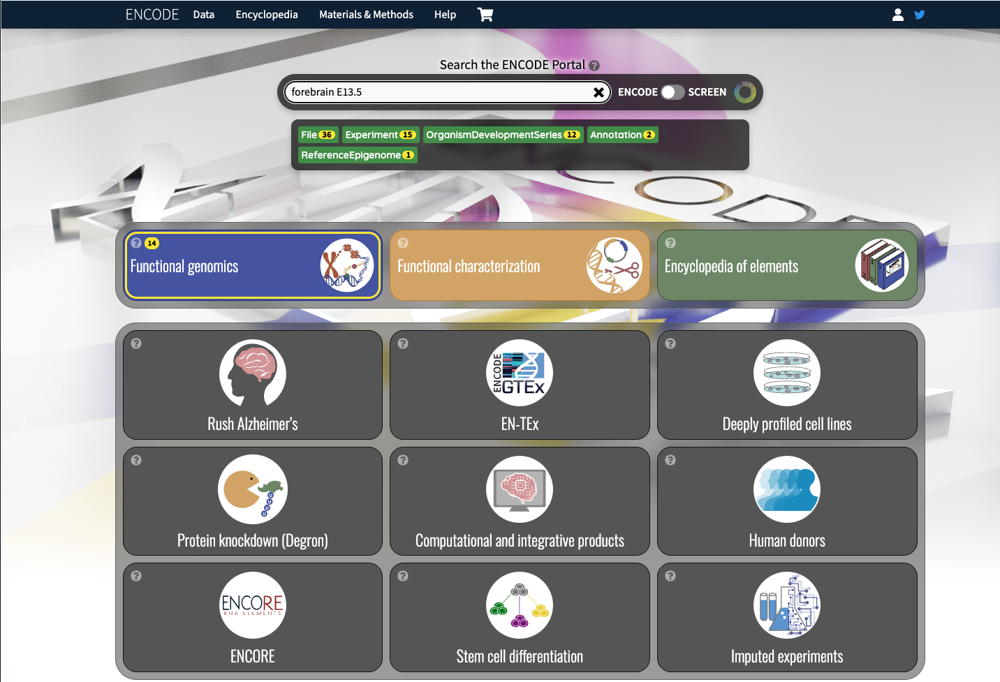 ENCODE Data Encyclopedia Materials & Methods Help
Search the ENCODE Portal ?
forebrain E13.5 ENCODE SCREEN
File 36 Experiment 15 OrganismDevelopmentSeries 12 Annotation 2
ReferenceEpigenome 1
? 14 ? ?
Functional genomics Functional characterization Encyclopedia of elements
? ? ?
ENCODE GTEx
Rush Alzheimer's EN-TEx Deeply profiled cell lines
? ? ?
U
U
U
U
Protein knockdown (Degron) Computational and integrative products Human donors
? ? ?
ENCORE
RNA ELEMENTS
ENCORE Stem cell differentiation Imputed experiments